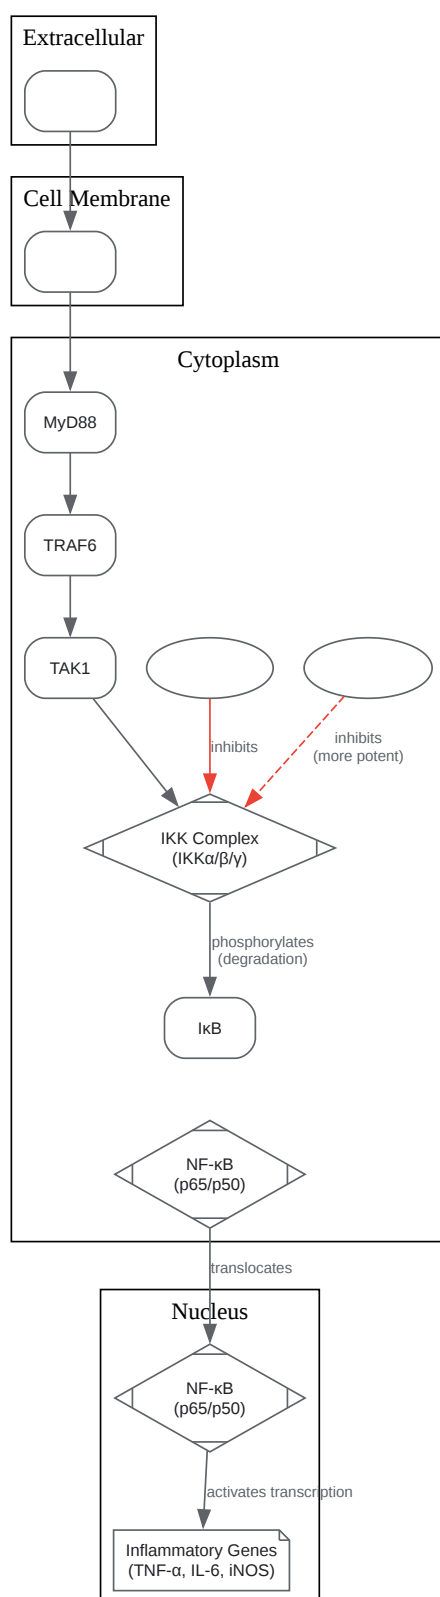 Extracellular
Cell Membrane
Cytoplasm
MyD88
TRAF6
TAK1
inhibits
inhibits
(more potent)
IKK Complex
(IKKα/β/γ)
phosphorylates
(degradation)
IκB
NF-κB
(p65/p50)
translocates
Nucleus
NF-κB
(p65/p50)
activates transcription
Inflammatory Genes
(TNF-α, IL-6, iNOS)